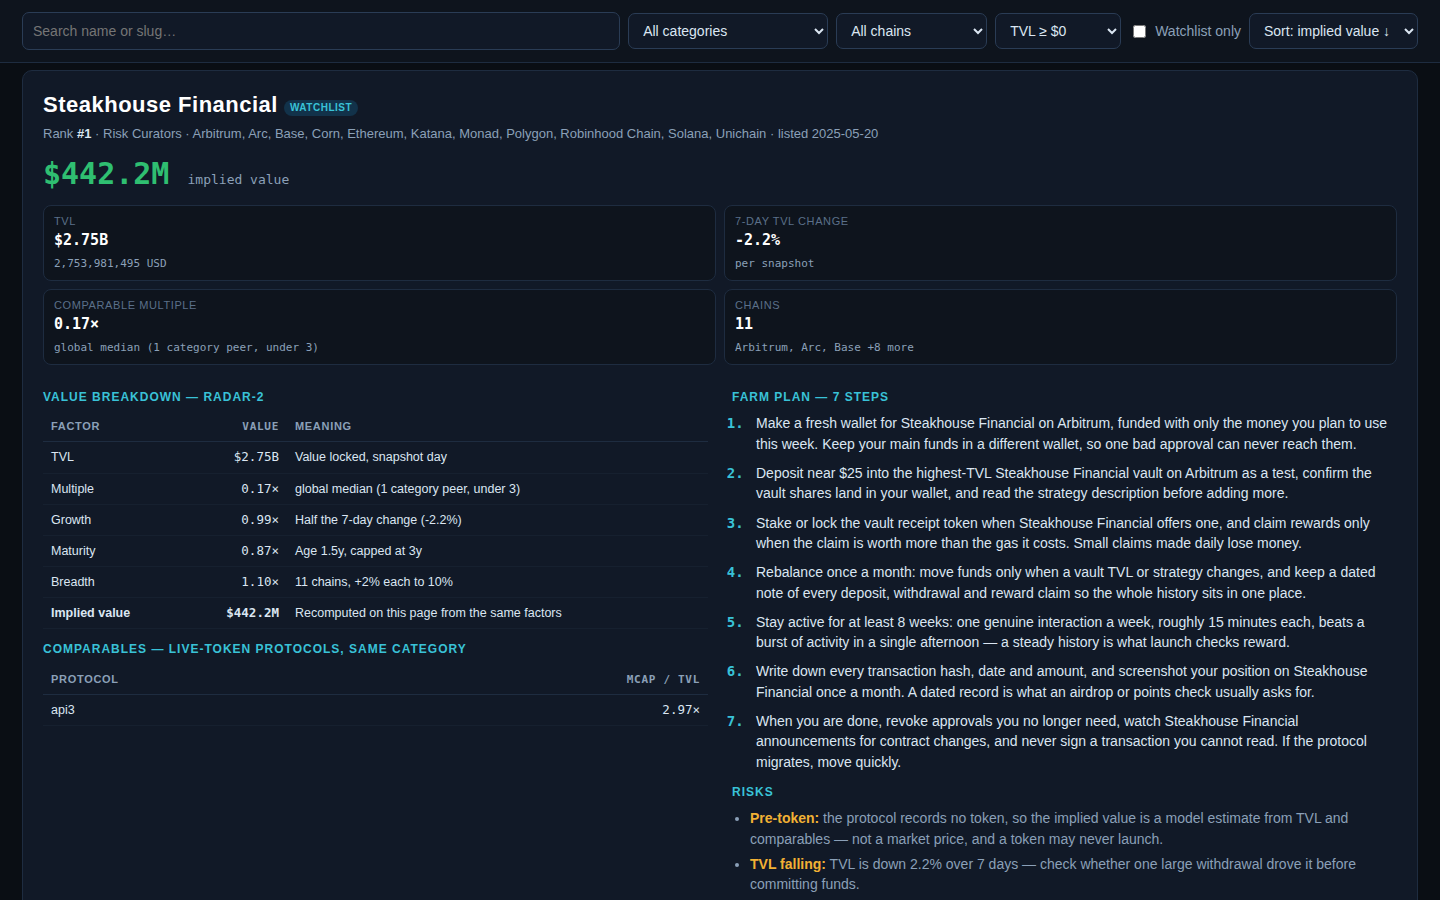 Search name or slug…
All categories
All chains
TVL ≥ $0
Watchlist only
Sort: implied value ↓
Steakhouse Financial WATCHLIST
Rank #1 · Risk Curators · Arbitrum, Arc, Base, Corn, Ethereum, Katana, Monad, Polygon, Robinhood Chain, Solana, Unichain · listed 2025-05-20
$442.2M implied value
TVL
$2.75B
2,753,981,495 USD
7-DAY TVL CHANGE
-2.2%
per snapshot
COMPARABLE MULTIPLE
0.17×
global median (1 category peer, under 3)
CHAINS
11
Arbitrum, Arc, Base +8 more
VALUE BREAKDOWN — RADAR-2
FACTOR VALUE MEANING
TVL $2.75B Value locked, snapshot day
Multiple 0.17× global median (1 category peer, under 3)
Growth 0.99× Half the 7-day change (-2.2%)
Maturity 0.87× Age 1.5y, capped at 3y
Breadth 1.10× 11 chains, +2% each to 10%
Implied value $442.2M Recomputed on this page from the same factors
COMPARABLES — LIVE-TOKEN PROTOCOLS, SAME CATEGORY
PROTOCOL MCAP / TVL
api3 2.97×
FARM PLAN — 7 STEPS
1. Make a fresh wallet for Steakhouse Financial on Arbitrum, funded with only the money you plan to use
this week. Keep your main funds in a different wallet, so one bad approval can never reach them.
2. Deposit near $25 into the highest-TVL Steakhouse Financial vault on Arbitrum as a test, confirm the
vault shares land in your wallet, and read the strategy description before adding more.
3. Stake or lock the vault receipt token when Steakhouse Financial offers one, and claim rewards only
when the claim is worth more than the gas it costs. Small claims made daily lose money.
4. Rebalance once a month: move funds only when a vault TVL or strategy changes, and keep a dated
note of every deposit, withdrawal and reward claim so the whole history sits in one place.
5. Stay active for at least 8 weeks: one genuine interaction a week, roughly 15 minutes each, beats a
burst of activity in a single afternoon — a steady history is what launch checks reward.
6. Write down every transaction hash, date and amount, and screenshot your position on Steakhouse
Financial once a month. A dated record is what an airdrop or points check usually asks for.
7. When you are done, revoke approvals you no longer need, watch Steakhouse Financial
announcements for contract changes, and never sign a transaction you cannot read. If the protocol
migrates, move quickly.
RISKS
• Pre-token: the protocol records no token, so the implied value is a model estimate from TVL and
comparables — not a market price, and a token may never launch.
• TVL falling: TVL is down 2.2% over 7 days — check whether one large withdrawal drove it before
committing funds.